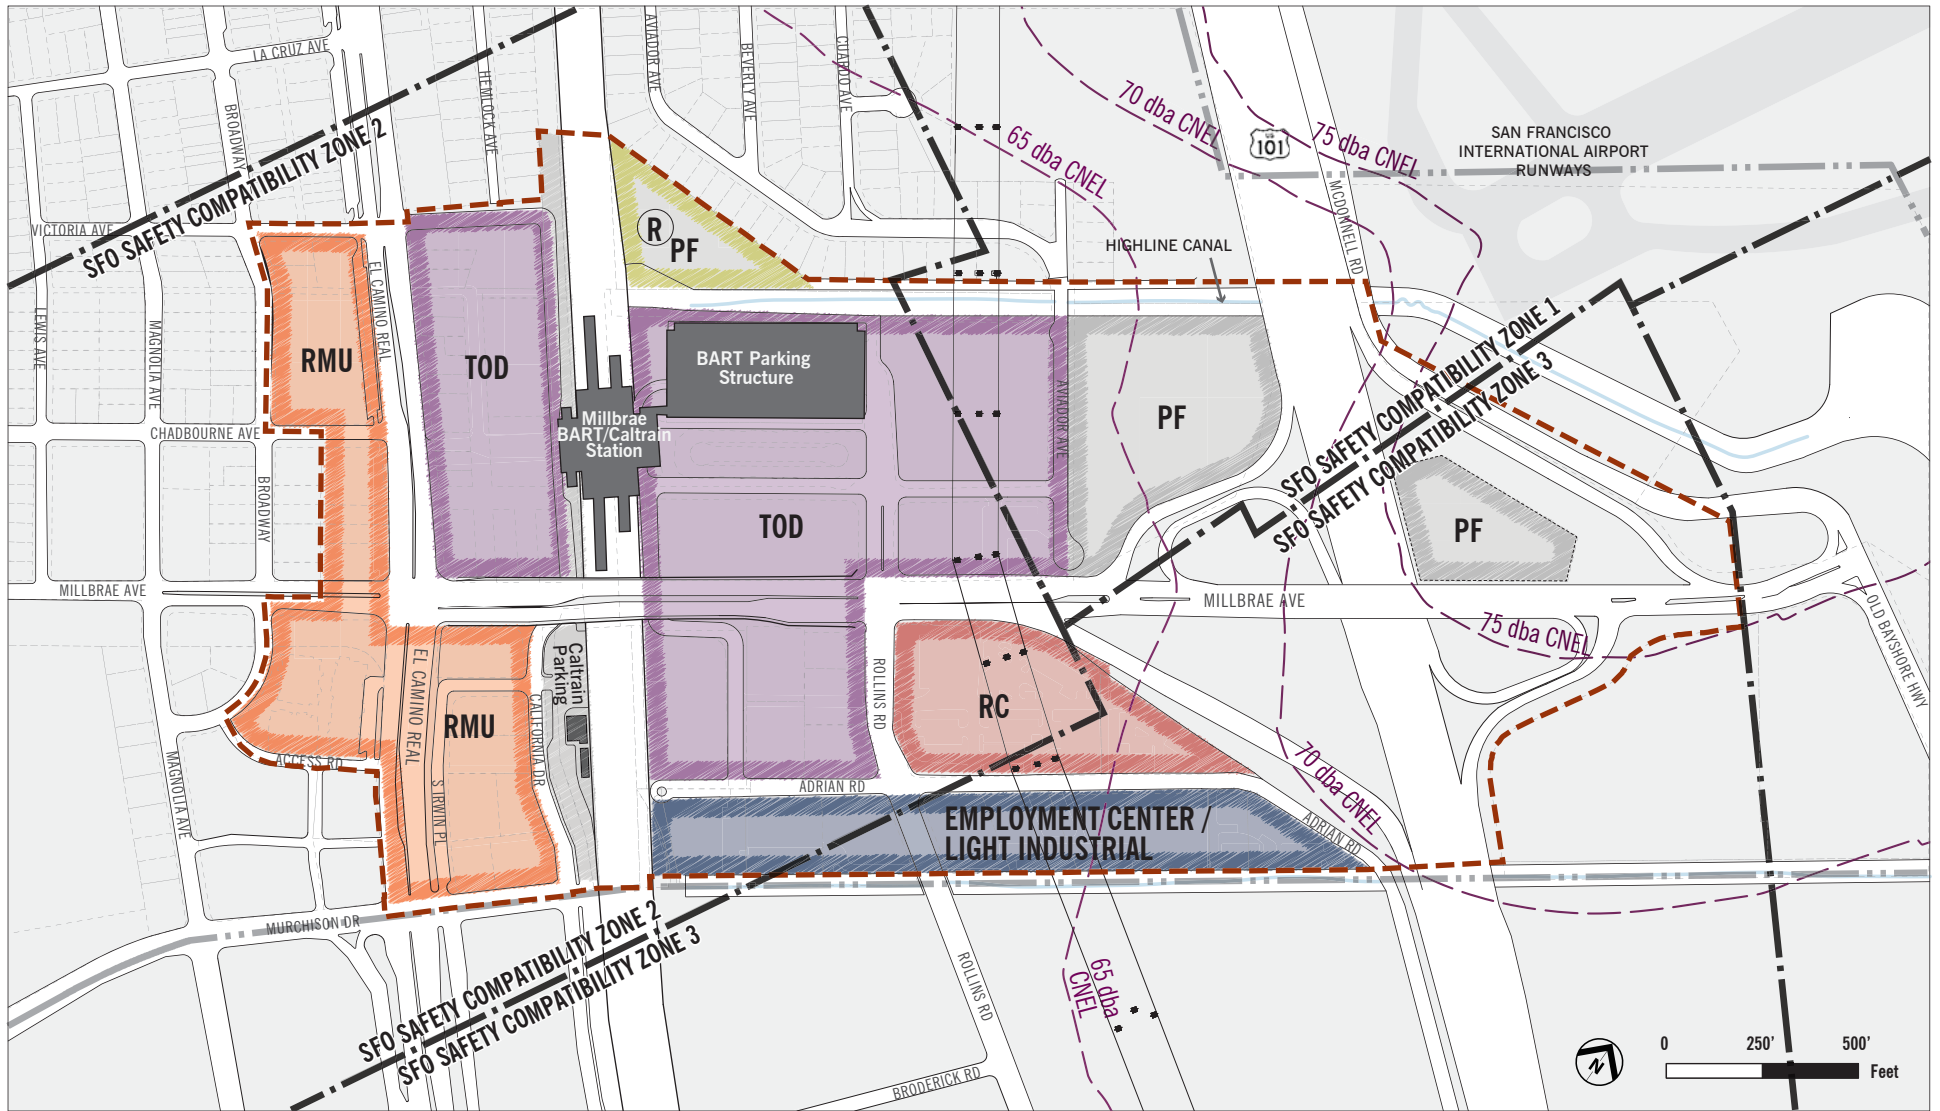 LA CRUZ AVE
BROADWAY
HEMLOCK AVE
AVIADOR AVE
BEVERLY AVE
CUARDO AVE
SFO SAFETY COMPATIBILITY ZONE 2
VICTORIA AVE
65 dba CNEL
70 dba CNEL
US
101
75 dba CNEL
SAN FRANCISCO
INTERNATIONAL AIRPORT
RUNWAYS
MCDONNELL RD
HIGHLINE CANAL
R
PF
EL CAMINO REAL
LEWIS AVE
MAGNOLIA AVE
RMU
TOD
BART Parking
Structure
Millbrae
BART/Caltrain
Station
AVIADOR AVE
PF
SFO SAFETY COMPATIBILITY ZONE 1
SFO SAFETY COMPATIBILITY ZONE 3
CHADBOURNE AVE
BROADWAY
TOD
PF
MILLBRAE AVE
MILLBRAE AVE
75 dba CNEL
OLD BAYSHORE HWY
Caltrain
Parking
EL CAMINO REAL
RMU
CALIFORNIA DR
ROLLINS RD
RC
MAGNOLIA AVE
ACCESS RD
S IRWIN PL
ADRIAN RD
70 dba CNEL
EMPLOYMENT CENTER /
LIGHT INDUSTRIAL
ADRIAN RD
MURCHISON DR
SFO SAFETY COMPATIBILITY ZONE 2
SFO SAFETY COMPATIBILITY ZONE 3
ROLLINS RD
65 dba
CNEL
BRODERICK RD
N
0 250' 500'
Feet